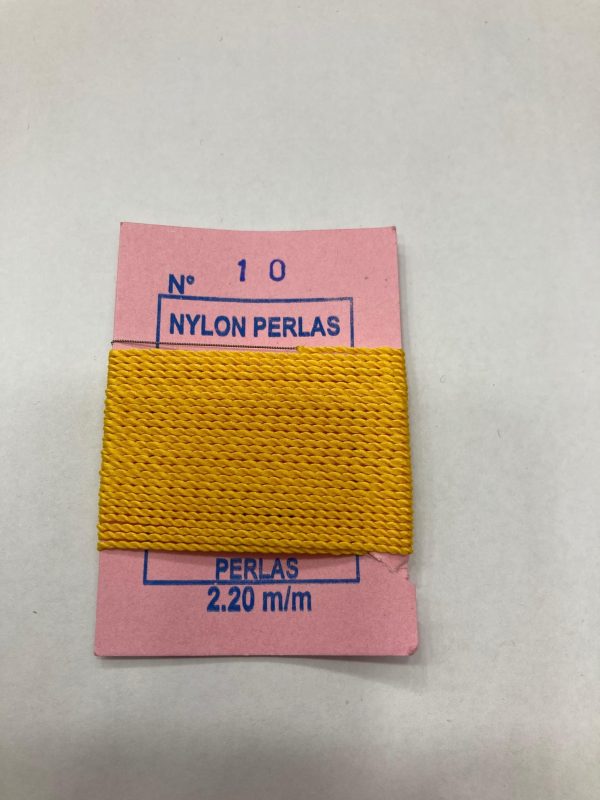 Nº 10
NYLON PERLAS
PERLAS
2.20 m/m